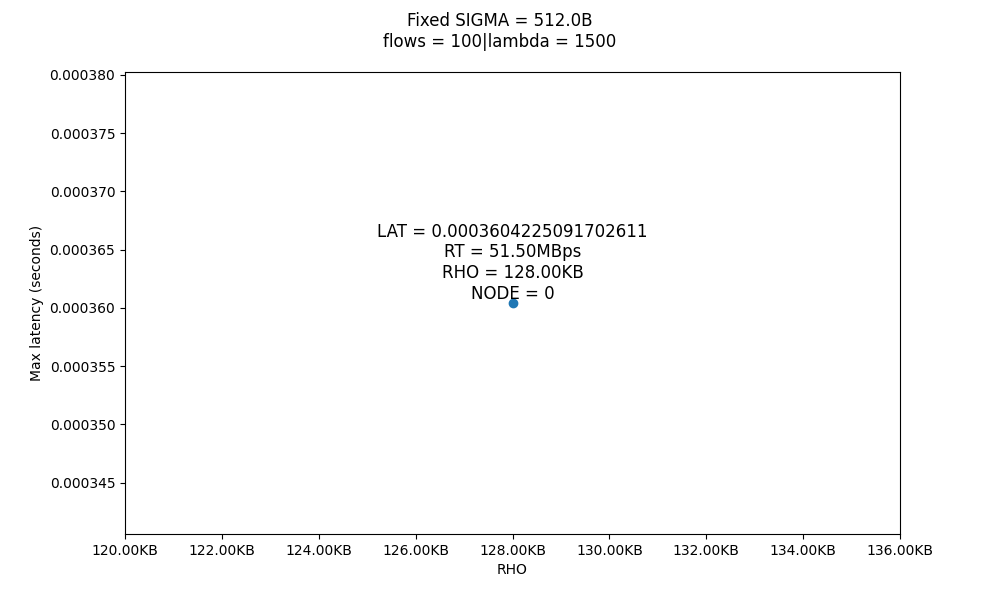 Fixed SIGMA = 512.0B
flows = 100|lambda = 1500
0.000380
0.000375
0.000370
0.000365
0.000360
0.000355
0.000350
0.000345
Max latency (seconds)
LAT = 0.0003604225091702611
RT = 51.50MBps
RHO = 128.00KB
NODE = 0
120.00KB 122.00KB 124.00KB 126.00KB 128.00KB 130.00KB 132.00KB 134.00KB 136.00KB
RHO